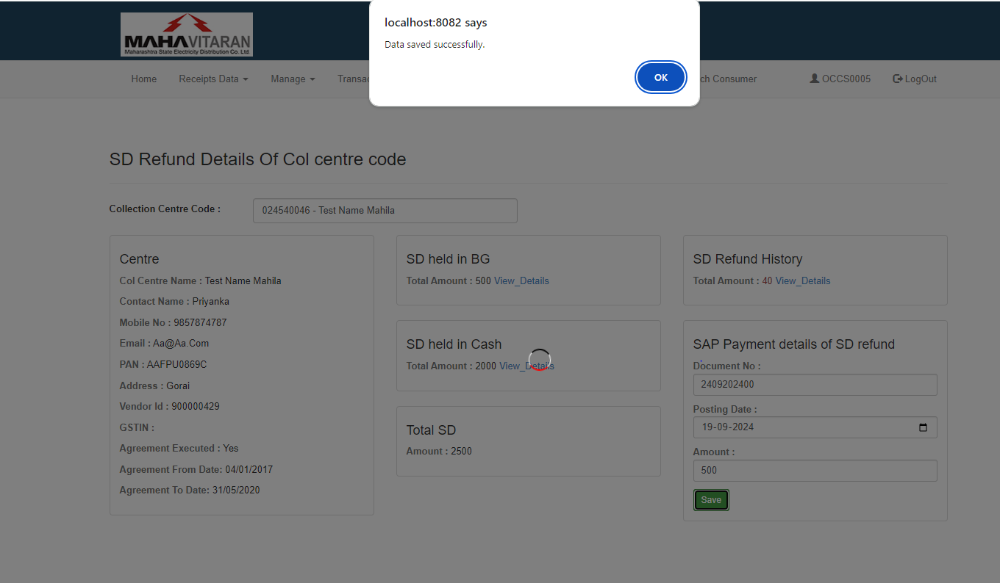 localhost:8082 says
Data saved successfully.
OK
MAHAVITARAN
Maharashtra State Electricity Distribution Co. Ltd.
Home Receipts Data Manage Consumer OCCS0005 LogOut
SD Refund Details Of Col centre code
Collection Centre Code : 024540046 - Test Name Mahila
Centre
Col Centre Name : Test Name Mahila
Contact Name : Priyanka
Mobile No : 9857874787
Email : Aa@Aa.Com
PAN : AAFPU0869C
Address : Gorai
Vendor Id : 900000429
GSTIN :
Agreement Executed : Yes
Agreement From Date: 04/01/2017
Agreement To Date: 31/05/2020
SD held in BG
Total Amount : 500 View_Details
SD held in Cash
Total Amount : 2000 View_Details
Total SD
Amount : 2500
SD Refund History
Total Amount : 40 View_Details
SAP Payment details of SD refund
Document No :
2409202400
Posting Date :
19-09-2024
Amount :
500
Save